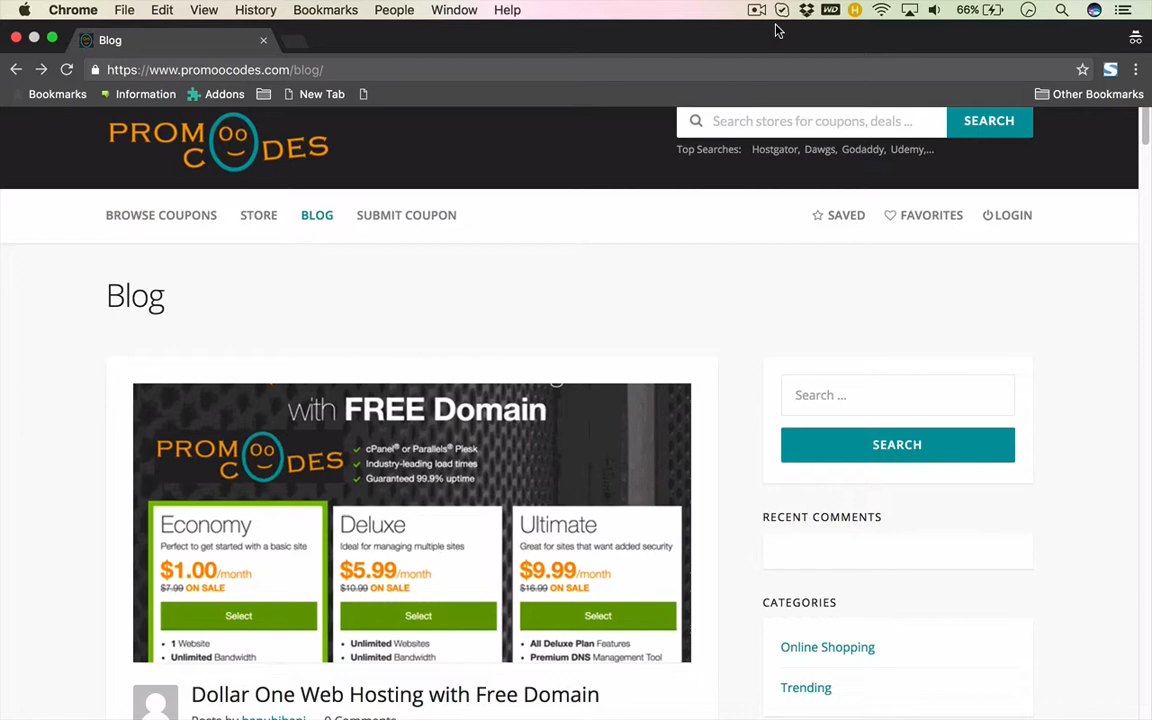 Chrome File Edit View History Bookmarks People Window Help WD H 66%
Blog
https://www.promoocodes.com/blog/
Bookmarks Information Addons New Tab Other Bookmarks
PROM CODES
Search stores for coupons, deals ... SEARCH
Top Searches: Hostgator, Dawgs, Godaddy, Udemy,...
BROWSE COUPONS STORE BLOG SUBMIT COUPON SAVED FAVORITES LOGIN
Blog
with FREE Domain
PROM CODES
cPanel® or Parallels® Plesk
Industry-leading load times
Guaranteed 99.9% uptime
Economy
Perfect to get started with a basic site
$1.00/month
$7.99 ON SALE
Select
• 1 Website
• Unlimited Bandwidth
Deluxe
Ideal for managing multiple sites
$5.99/month
$10.99 ON SALE
Select
• Unlimited Websites
• Unlimited Bandwidth
Ultimate
Great for sites that want added security
$9.99/month
$16.99 ON SALE
Select
• All Deluxe Plan Features
• Premium DNS Management Tool
Dollar One Web Hosting with Free Domain
Search ...
SEARCH
RECENT COMMENTS
CATEGORIES
Online Shopping
Trending